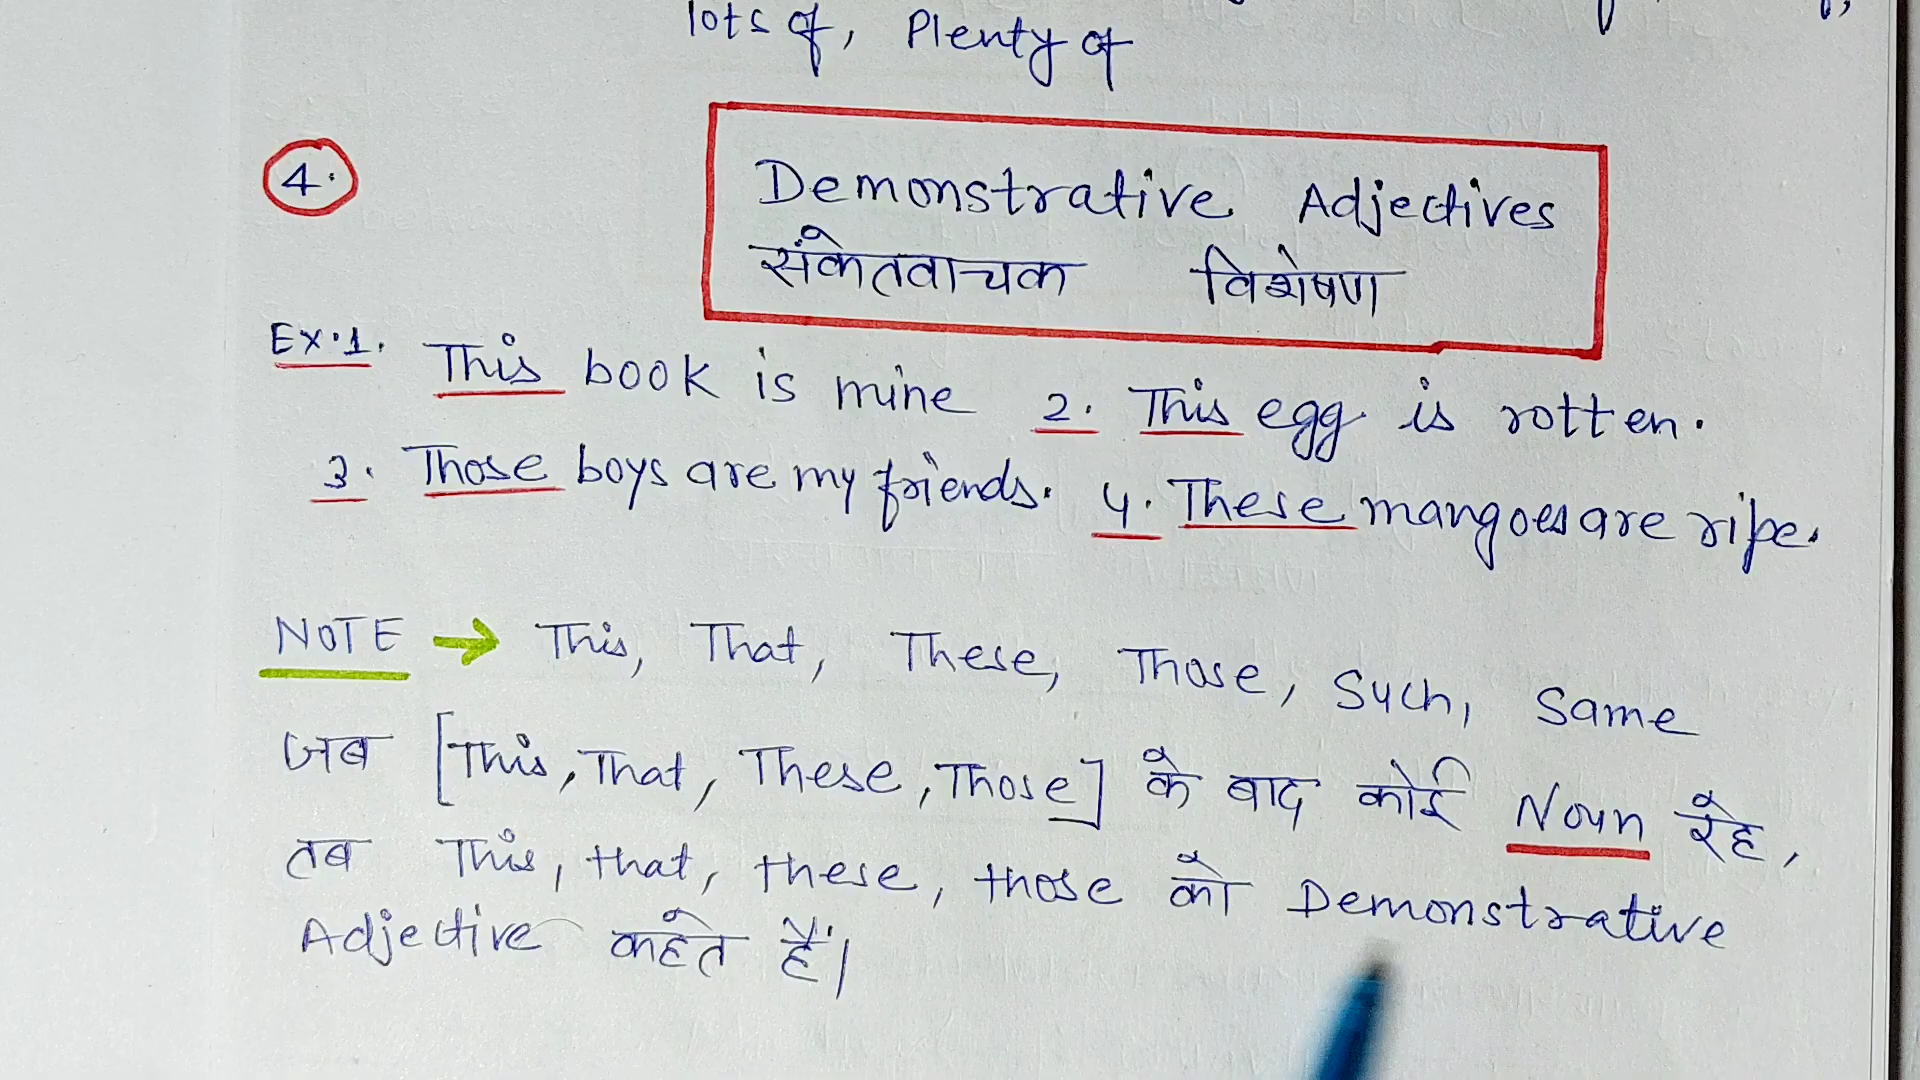 lots of, Plenty of
4.
Demonstrative Adjectives
संकेतवाचक विशेषण
Ex.1. This book is mine 2. This egg is rotten.
3. Those boys are my friends. 4. These mangoes are ripe.
NOTE → This, That, These, Those, Such, Same
जब [This, That, These, Those] के बाद कोई Noun रहे,
तब This, that, these, those को Demonstrative
Adjective कहते हैं।